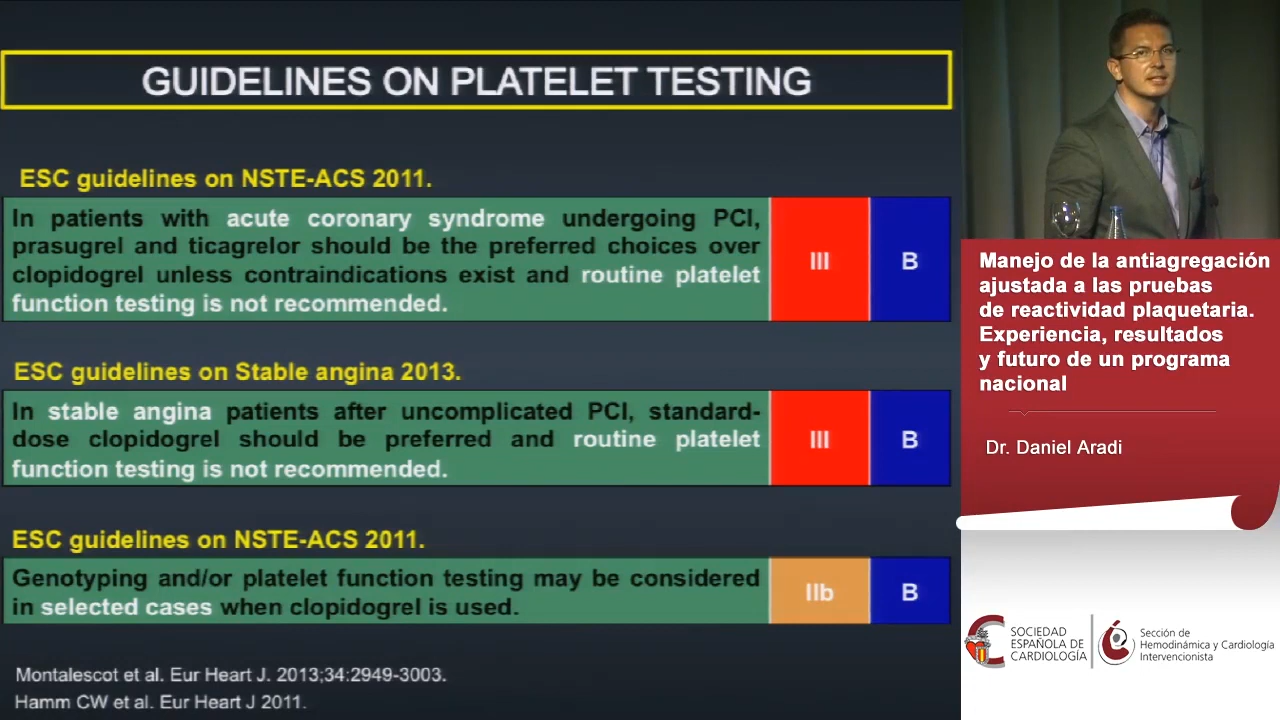 GUIDELINES ON PLATELET TESTING
ESC guidelines on NSTE-ACS 2011.
In patients with acute coronary syndrome undergoing PCI,
prasugrel and ticagrelor should be the preferred choices over
clopidogrel unless contraindications exist and routine platelet
function testing is not recommended.
III
B
ESC guidelines on Stable angina 2013.
In stable angina patients after uncomplicated PCI, standard-
dose clopidogrel should be preferred and routine platelet
function testing is not recommended.
III
B
ESC guidelines on NSTE-ACS 2011.
Genotyping and/or platelet function testing may be considered
in selected cases when clopidogrel is used.
IIb
B
Montalescot et al. Eur Heart J. 2013;34:2949-3003.
Hamm CW et al. Eur Heart J 2011.
Manejo de la antiagregación
ajustada a las pruebas
de reactividad plaquetaria.
Experiencia, resultados
y futuro de un programa
nacional
Dr. Daniel Aradi
SOCIEDAD
ESPAÑOLA DE
CARDIOLOGÍA
Sección de
Hemodinámica y Cardiología
Intervencionista